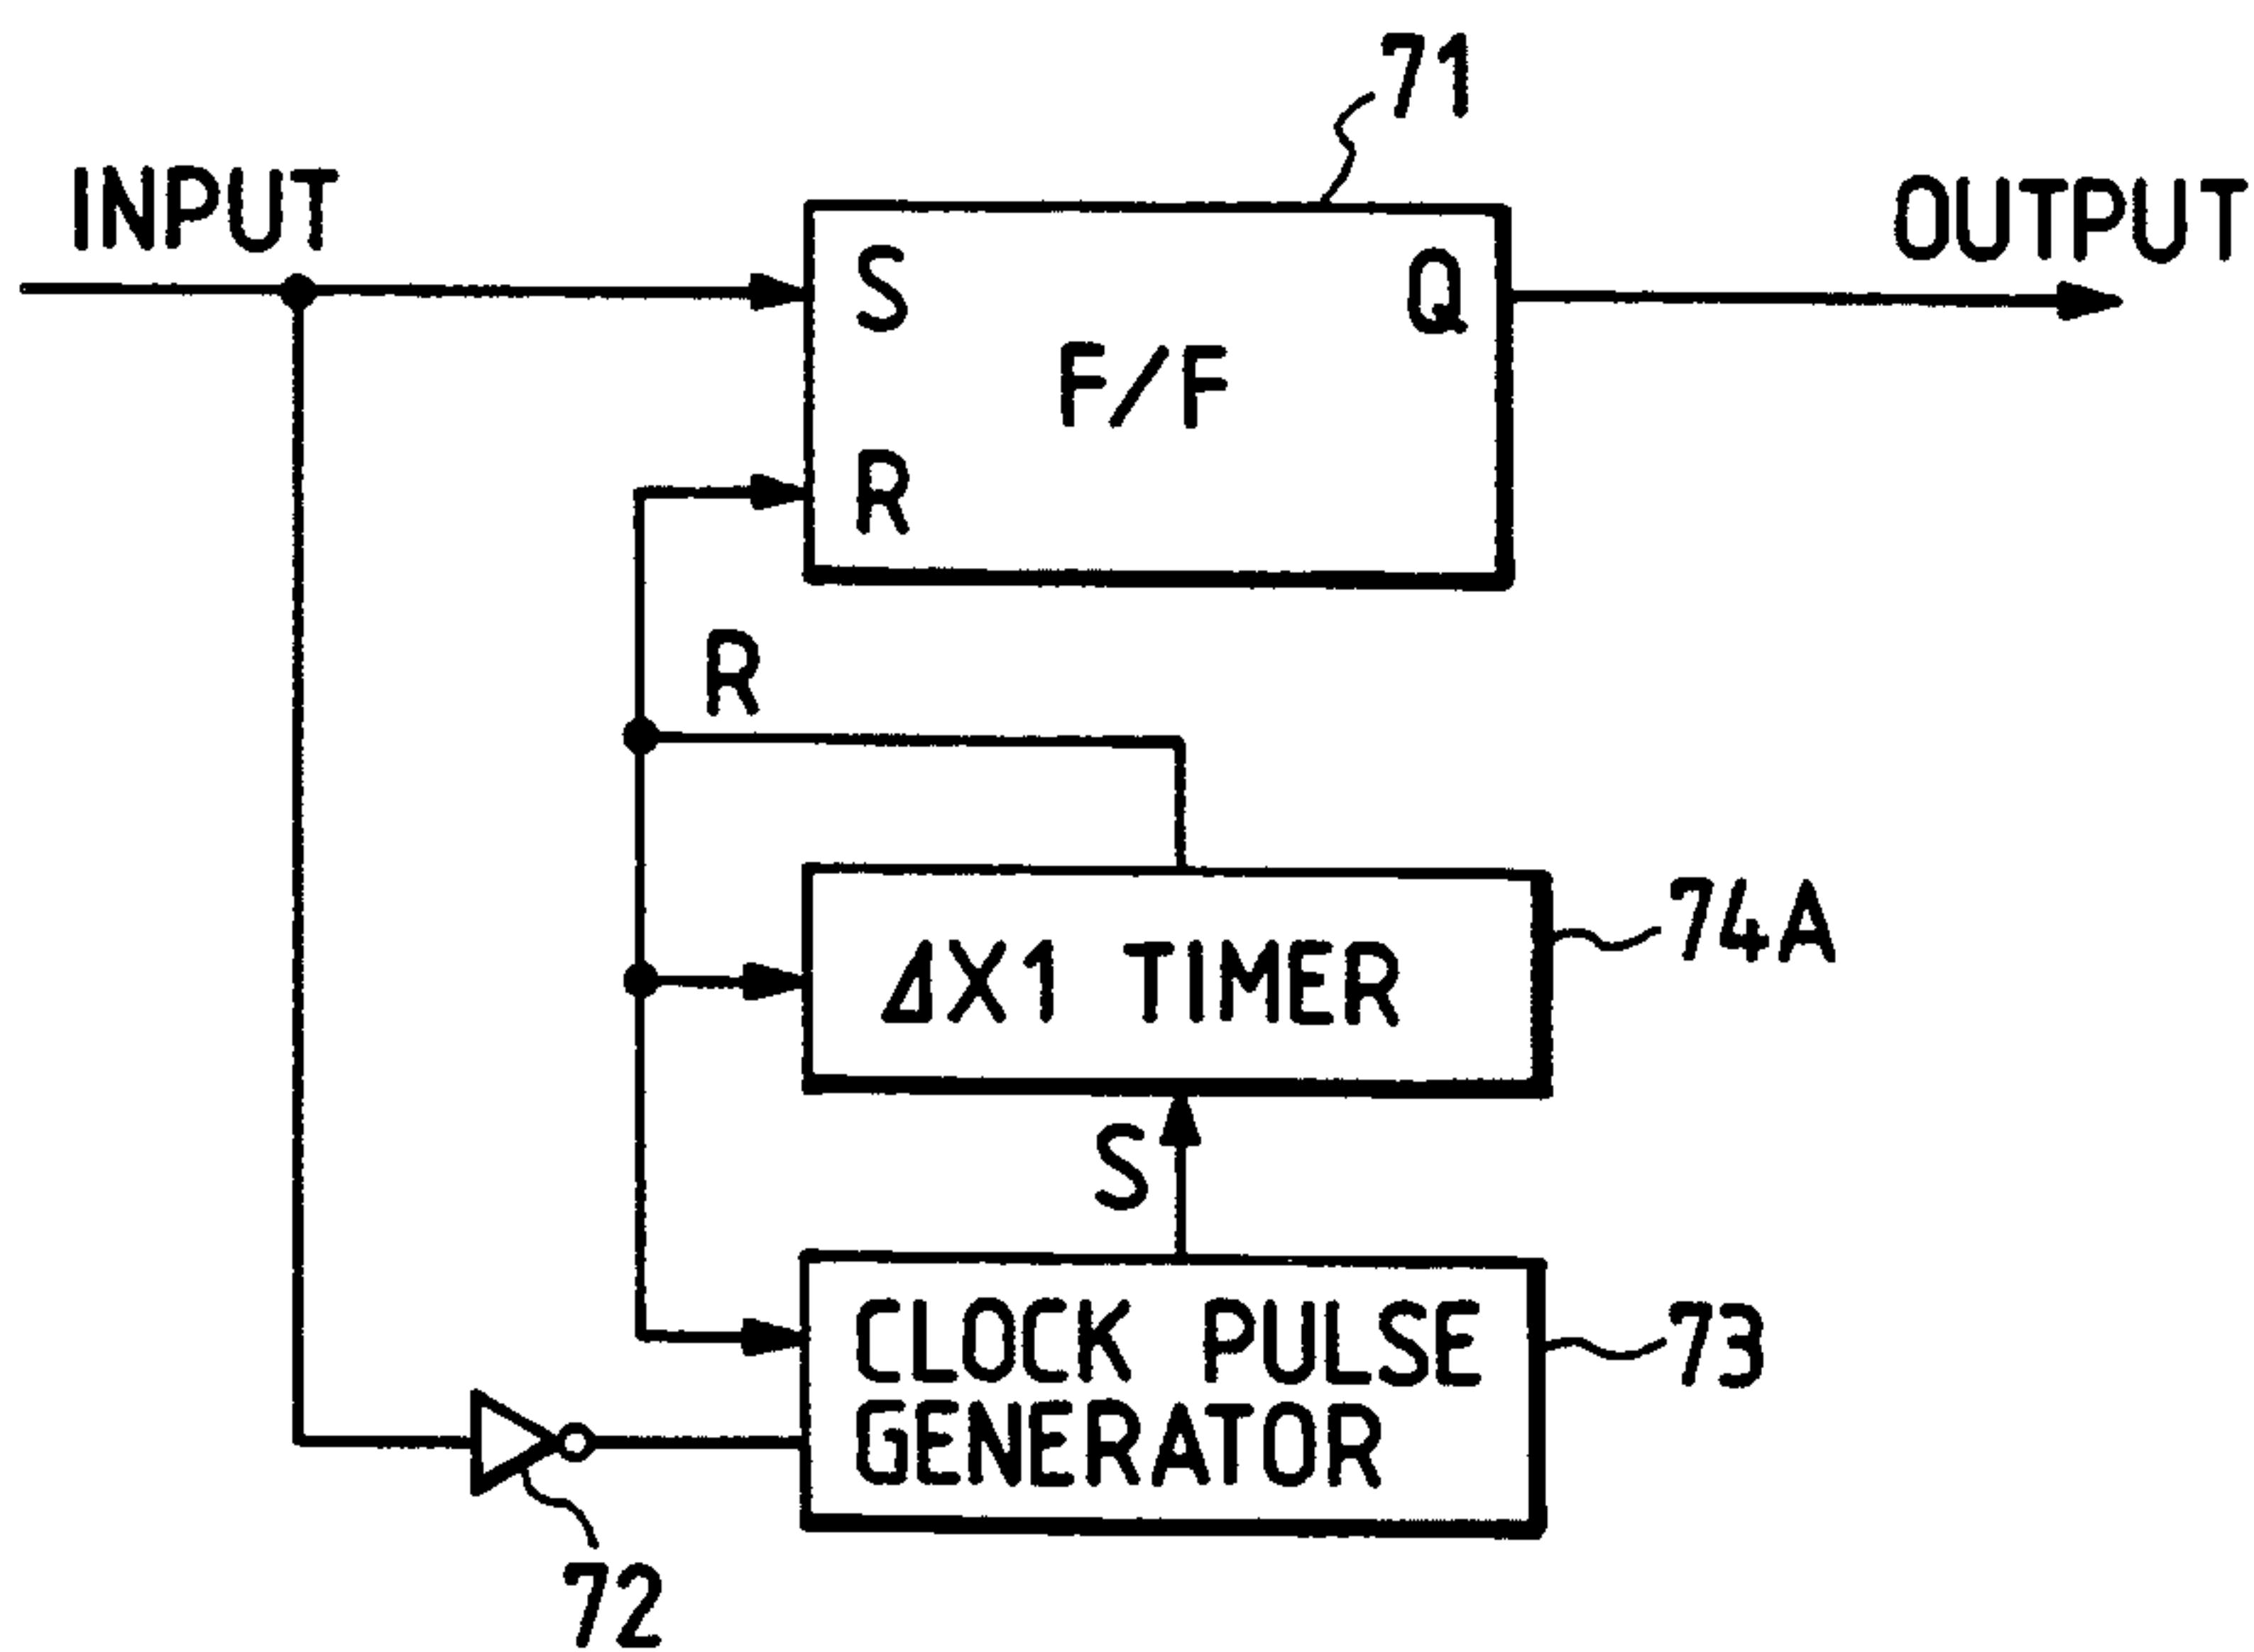 71
INPUT
OUTPUT
S
Q
F/F
R
R
ΔX1 TIMER
74A
S
CLOCK PULSE
GENERATOR
73
72